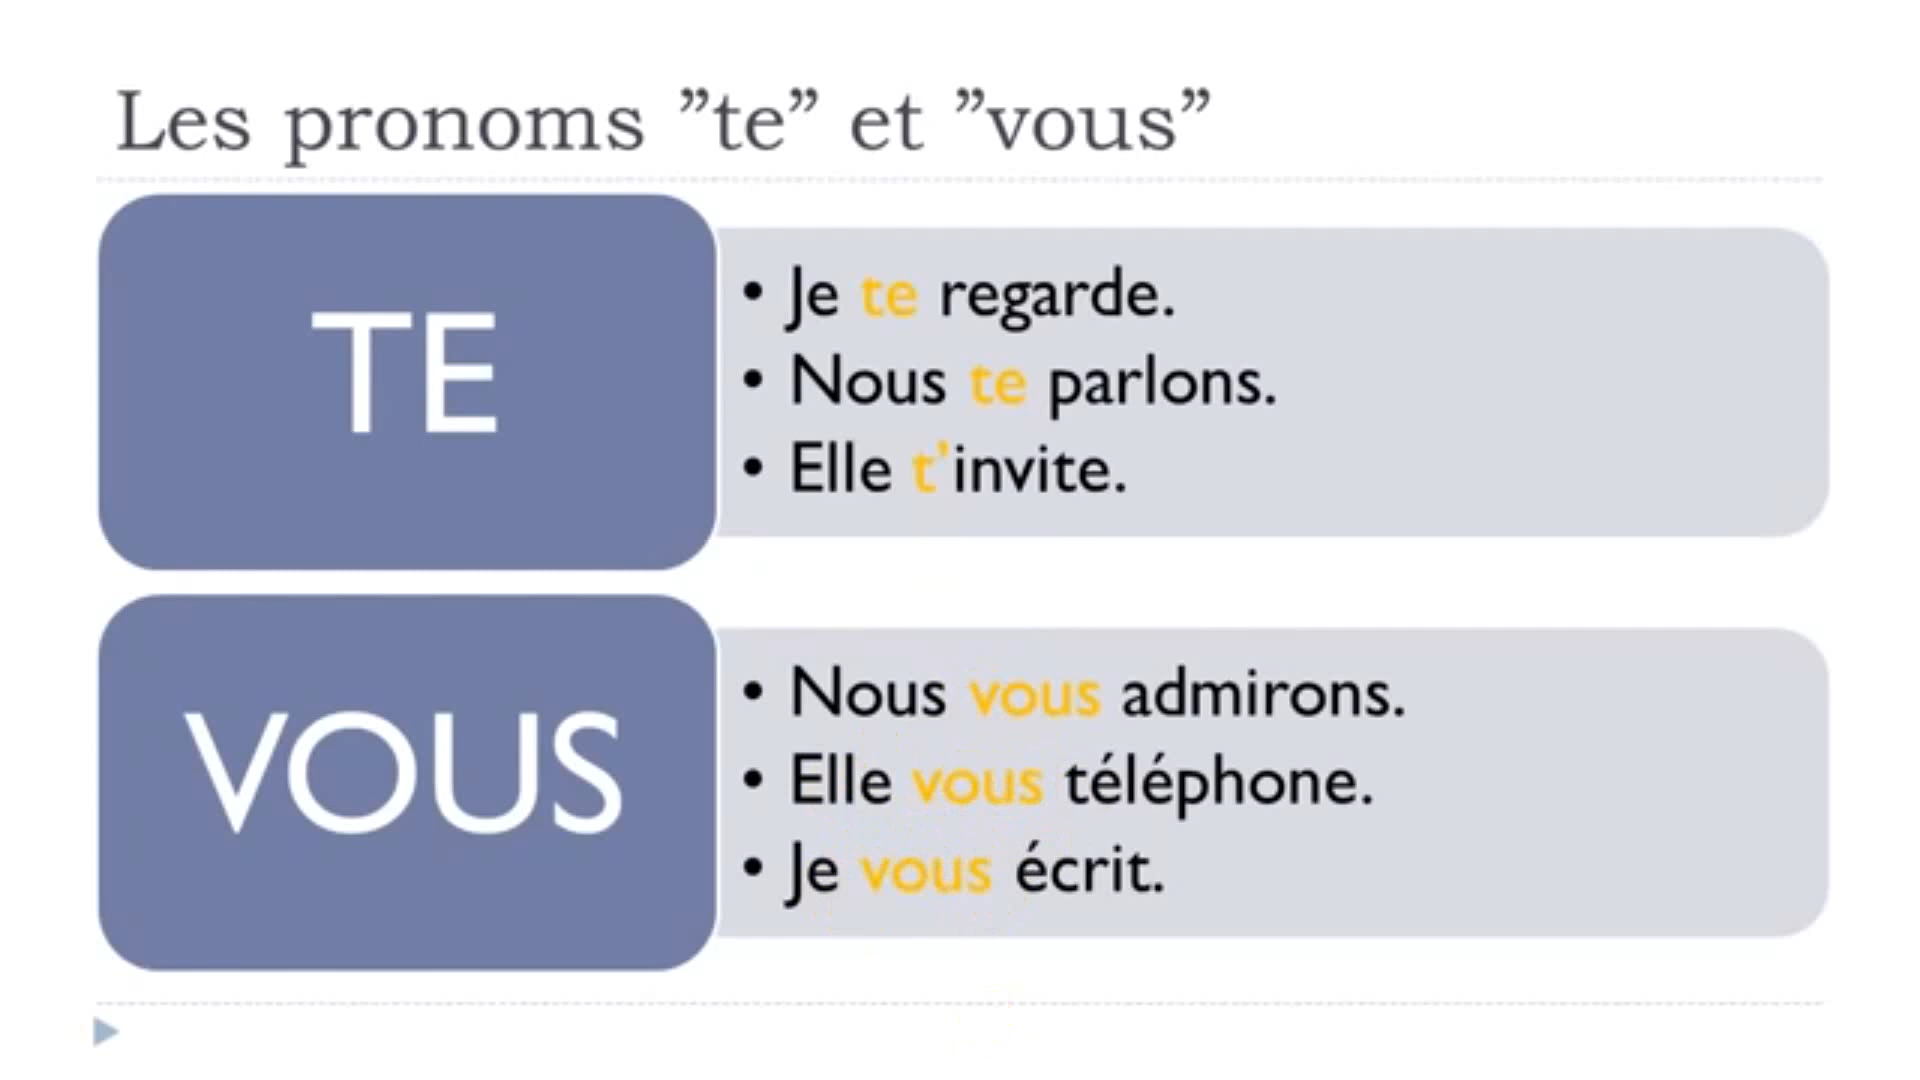 Les pronoms ”te” et ”vous”
TE
• Je te regarde.
• Nous te parlons.
• Elle t’invite.
VOUS
• Nous vous admirons.
• Elle vous téléphone.
• Je vous écrit.